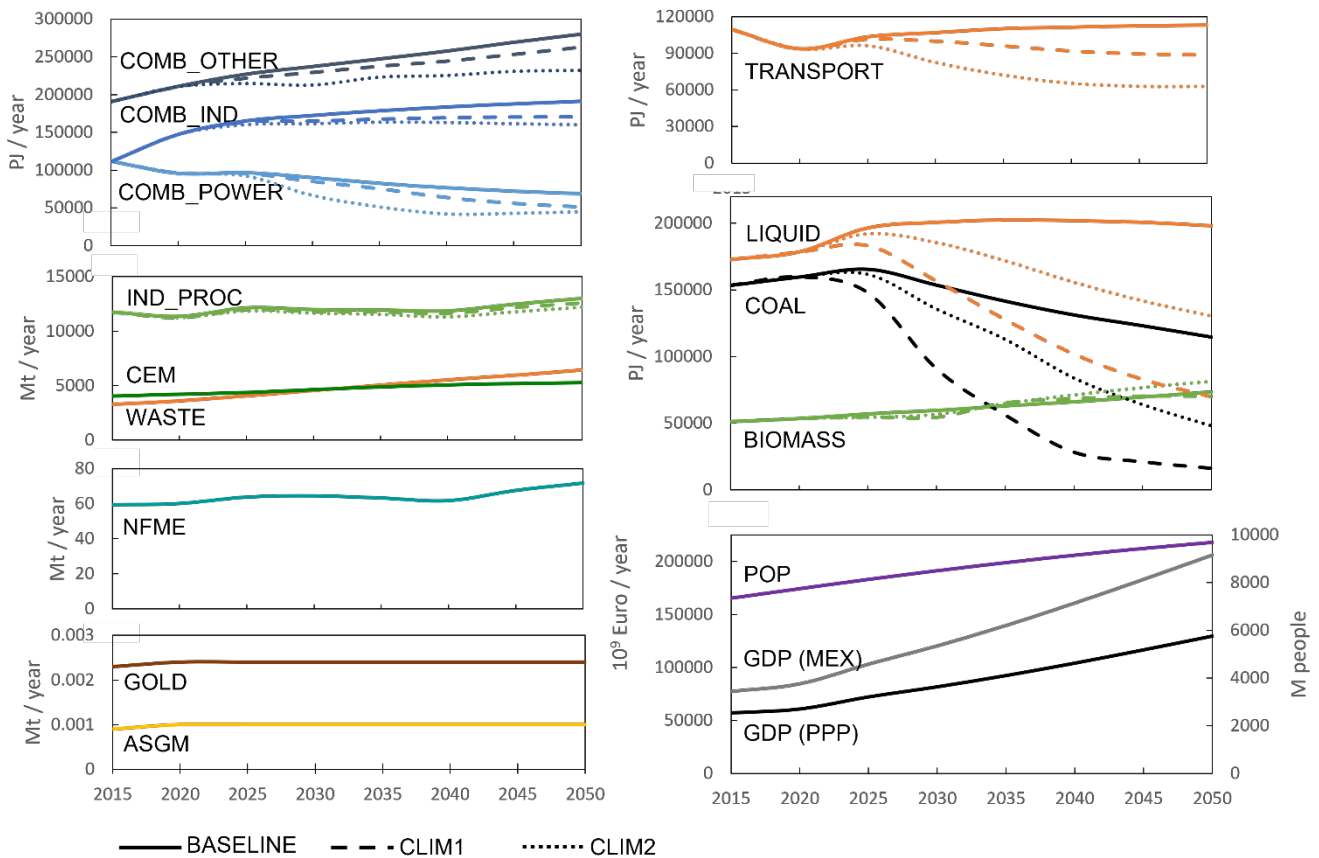 300000
250000
200000
150000
100000
50000
0
PJ / year
COMB_OTHER
COMB_IND
COMB_POWER
15000
10000
5000
0
Mt / year
IND_PROC
CEM
WASTE
80
60
40
20
0
Mt / year
NFME
0.003
0.002
0.001
0
Mt / year
GOLD
ASGM
2015 2020 2025 2030 2035 2040 2045 2050
120000
90000
60000
30000
0
PJ / year
TRANSPORT
200000
150000
100000
50000
0
PJ / year
LIQUID
COAL
BIOMASS
200000
150000
100000
50000
0
10⁹ Euro / year
POP
GDP (MEX)
GDP (PPP)
10000
8000
6000
4000
2000
0
M people
2015 2020 2025 2030 2035 2040 2045 2050
BASELINE CLIM1 CLIM2